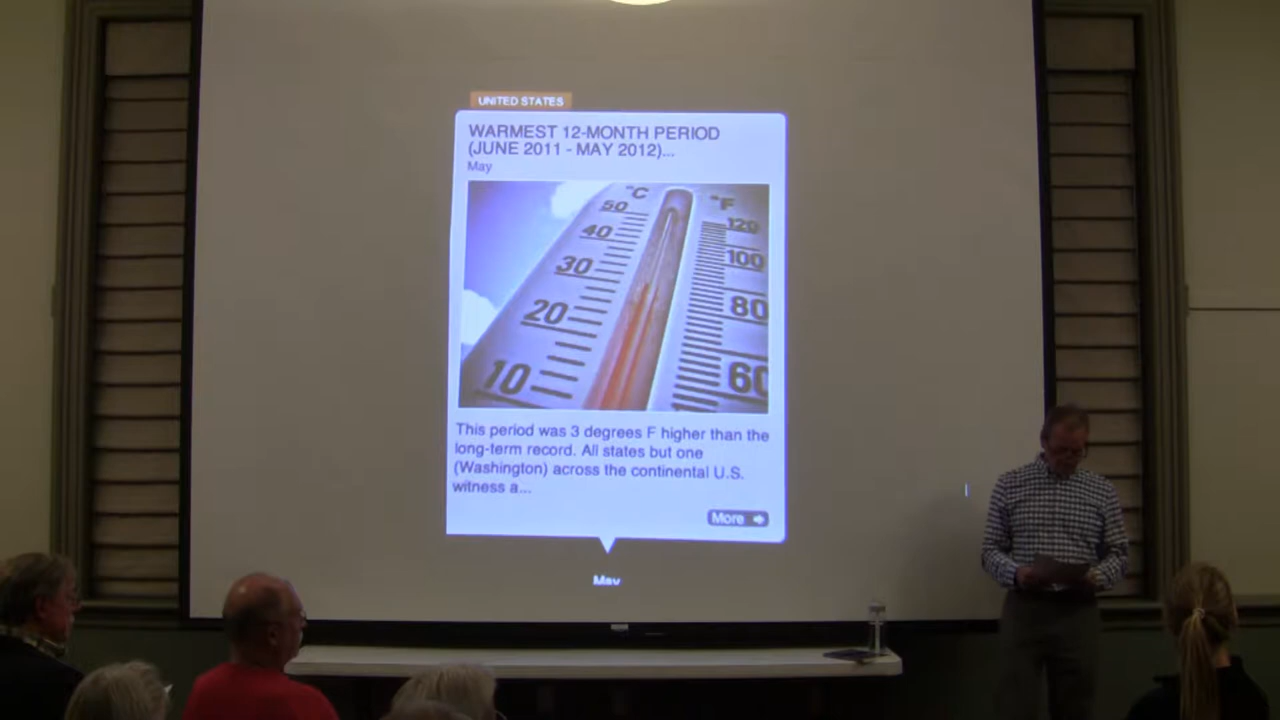 UNITED STATES
WARMEST 12-MONTH PERIOD
(JUNE 2011 - MAY 2012)...
May
°C °F
50 120
40 100
30 80
20 60
10
This period was 3 degrees F higher than the
long-term record. All states but one
(Washington) across the continental U.S.
witness a...
More
May